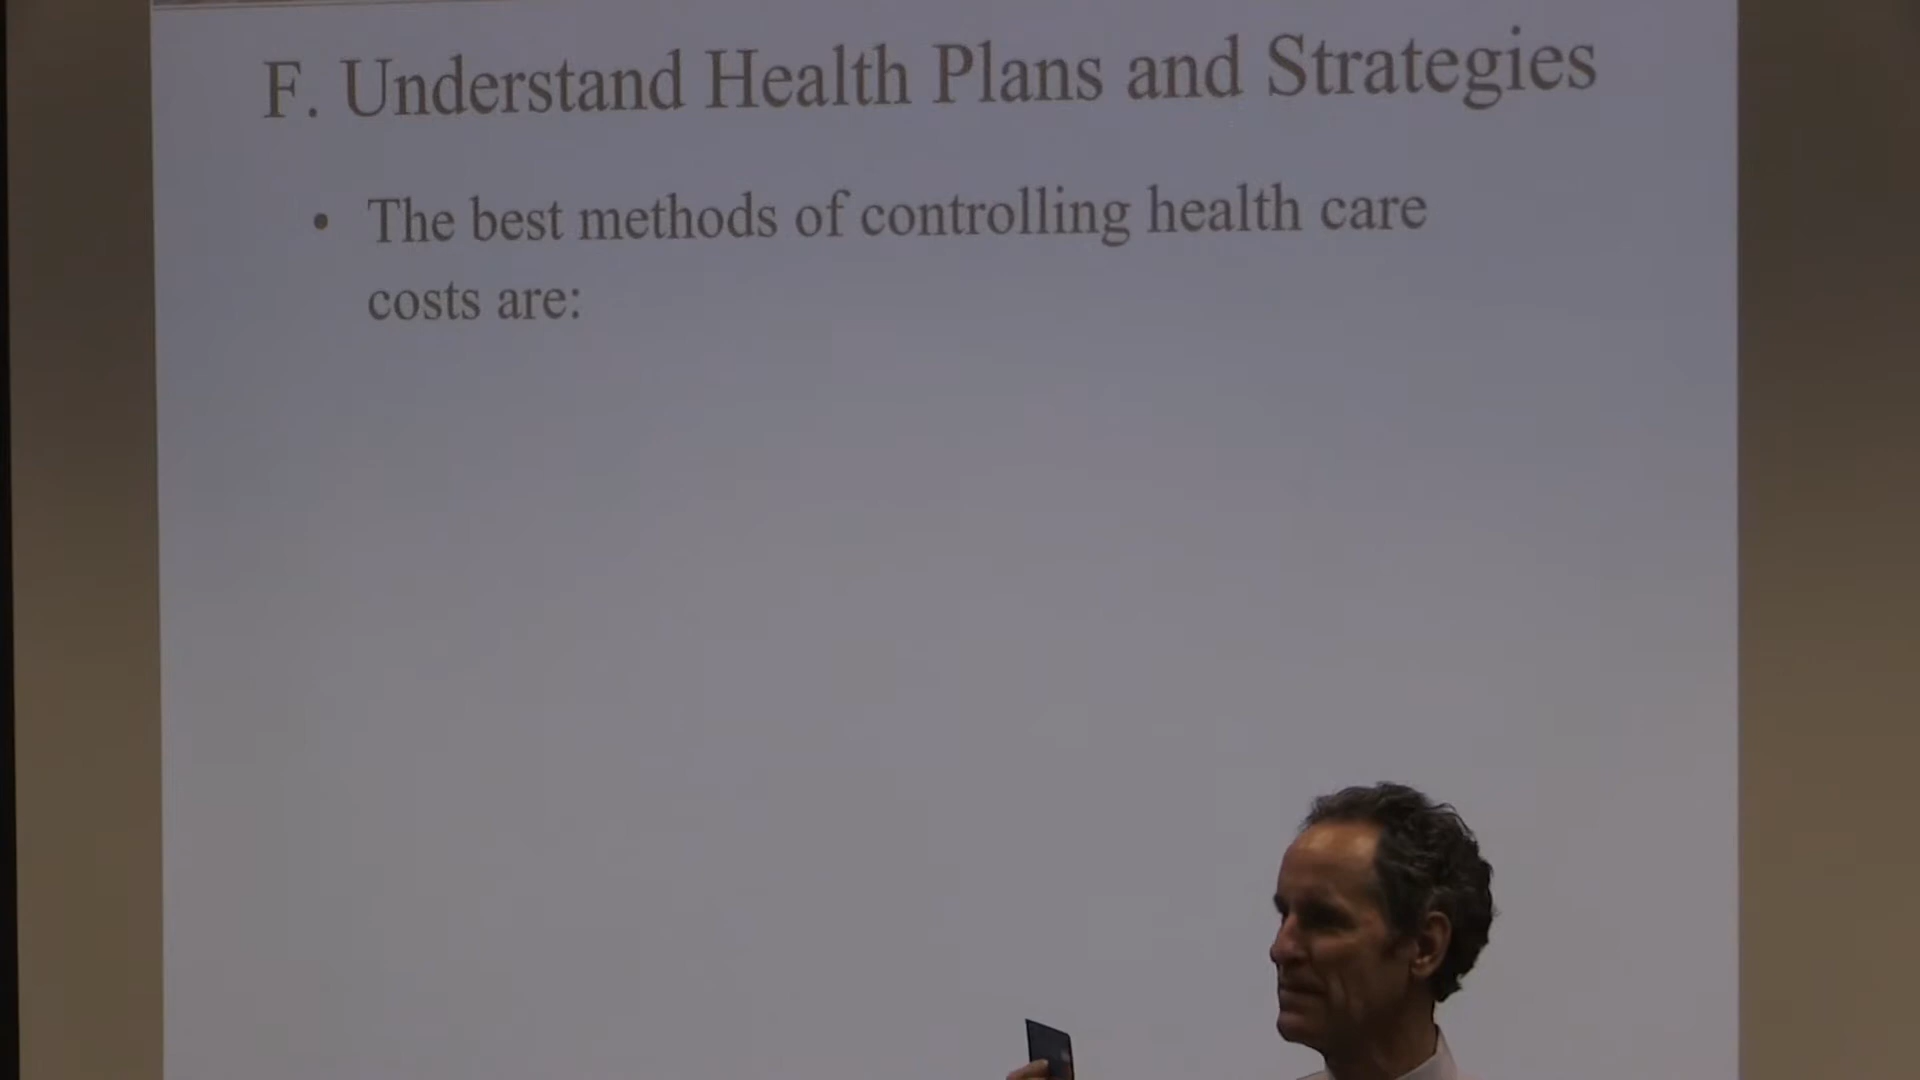 F. Understand Health Plans and Strategies
• The best methods of controlling health care
costs are: